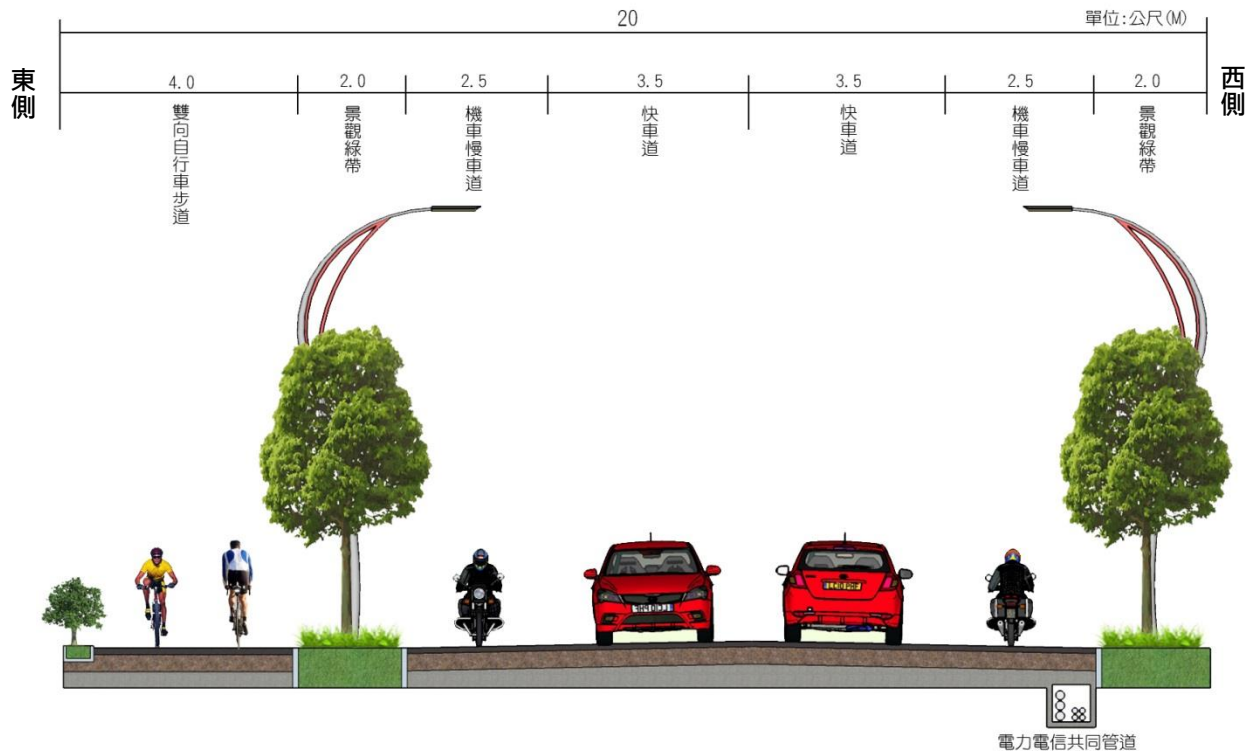 20
單位:公尺(M)
東側
4.0
2.0
2.5
3.5
3.5
2.5
2.0
西側
雙向自行車步道
景觀綠帶
機車慢車道
快車道
快車道
機車慢車道
景觀綠帶
電力電信共同管道